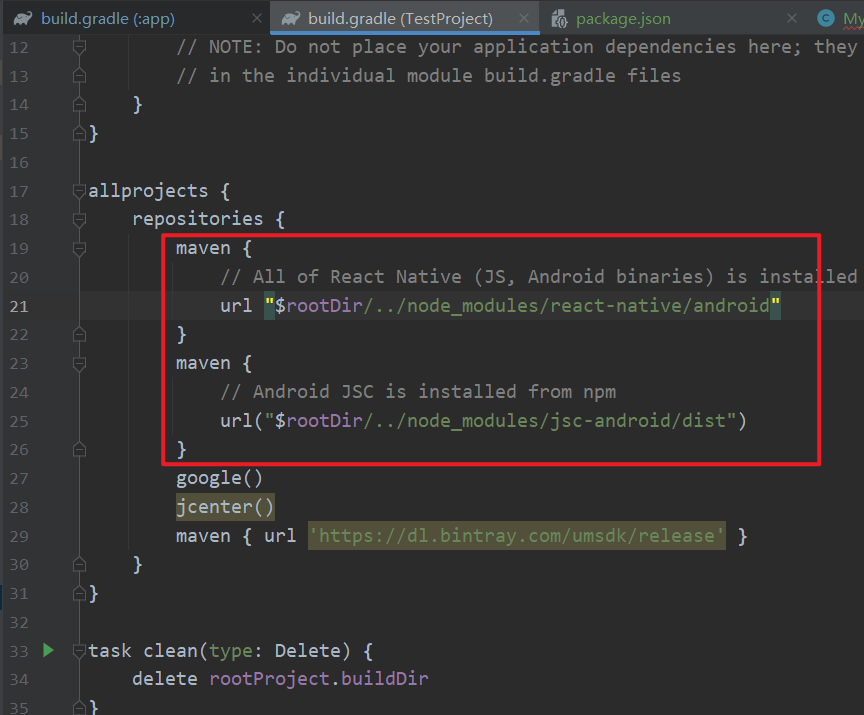 build.gradle (:app) build.gradle (TestProject) package.json My
12 // NOTE: Do not place your application dependencies here; they
13 // in the individual module build.gradle files
14 }
15 }
16
17 allprojects {
18 repositories {
19 maven {
20 // All of React Native (JS, Android binaries) is installed
21 url "$rootDir/../node_modules/react-native/android"
22 }
23 maven {
24 // Android JSC is installed from npm
25 url("$rootDir/../node_modules/jsc-android/dist")
26 }
27 google()
28 jcenter()
29 maven { url 'https://dl.bintray.com/umsdk/release' }
30 }
31 }
32
33 task clean(type: Delete) {
34 delete rootProject.buildDir
35 }